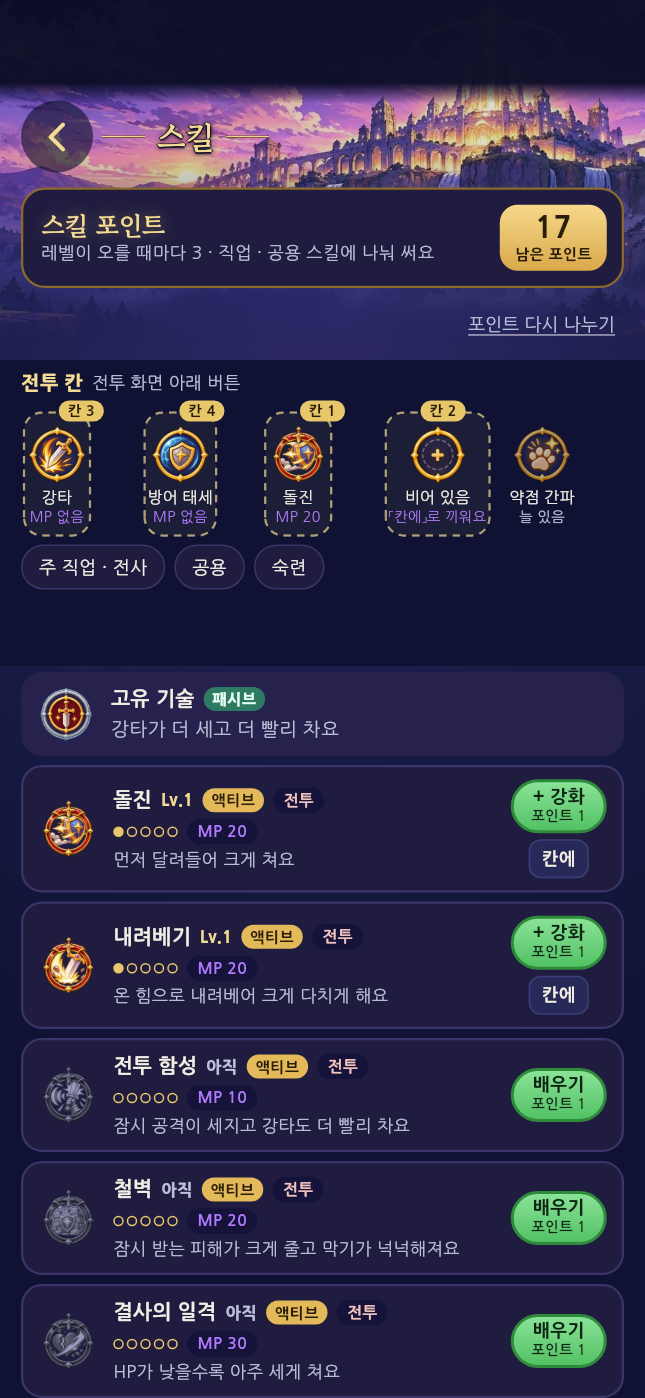 스킬
스킬 포인트
레벨이 오를 때마다 3 · 직업 · 공용 스킬에 나눠 써요
17
남은 포인트
포인트 다시 나누기
전투 칸 전투 화면 아래 버튼
칸 3 칸 4 칸 1 칸 2
강타 방어 태세 돌진 비어 있음 약점 간파
MP 없음 MP 없음 MP 20 「칸에」로 끼워요 늘 있음
주 직업 · 전사 공용 숙련
고유 기술 패시브
강타가 더 세고 더 빨리 차요
돌진 Lv.1 액티브 전투
MP 20
먼저 달려들어 크게 쳐요
+ 강화
포인트 1
칸에
내려베기 Lv.1 액티브 전투
MP 20
온 힘으로 내려베어 크게 다치게 해요
+ 강화
포인트 1
칸에
전투 함성 아직 액티브 전투
MP 10
잠시 공격이 세지고 강타도 더 빨리 차요
배우기
포인트 1
철벽 아직 액티브 전투
MP 20
잠시 받는 피해가 크게 줄고 막기가 넉넉해져요
배우기
포인트 1
결사의 일격 아직 액티브 전투
MP 30
HP가 낮을수록 아주 세게 쳐요
배우기
포인트 1